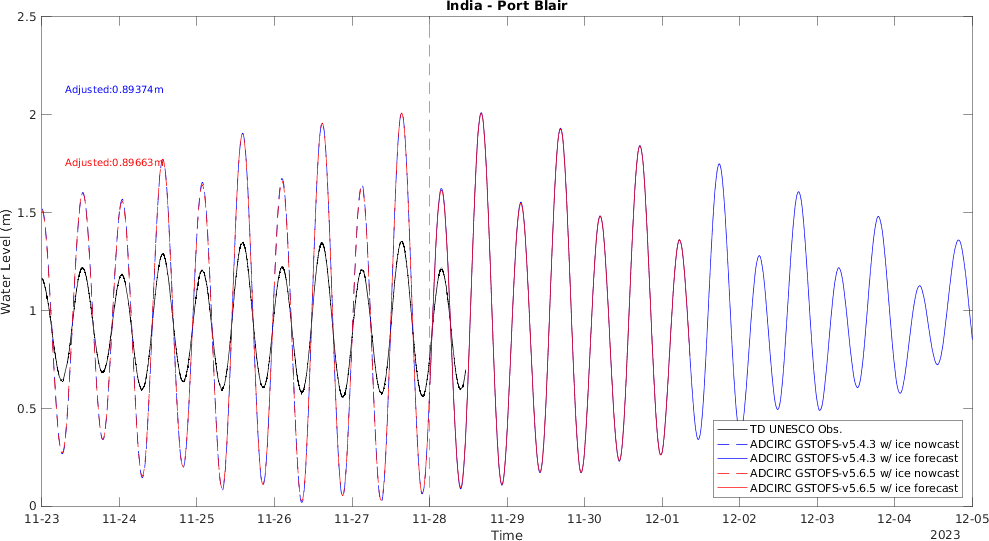 India - Port Blair
2.5
2
1.5
1
0.5
0
Water Level (m)
Adjusted:0.89374m
Adjusted:0.89663m
TD UNESCO Obs.
ADCIRC GSTOFS-v5.4.3 w/ ice nowcast
ADCIRC GSTOFS-v5.4.3 w/ ice forecast
ADCIRC GSTOFS-v5.6.5 w/ ice nowcast
ADCIRC GSTOFS-v5.6.5 w/ ice forecast
11-23 11-24 11-25 11-26 11-27 11-28 11-29 11-30 12-01 12-02 12-03 12-04 12-05
Time
2023